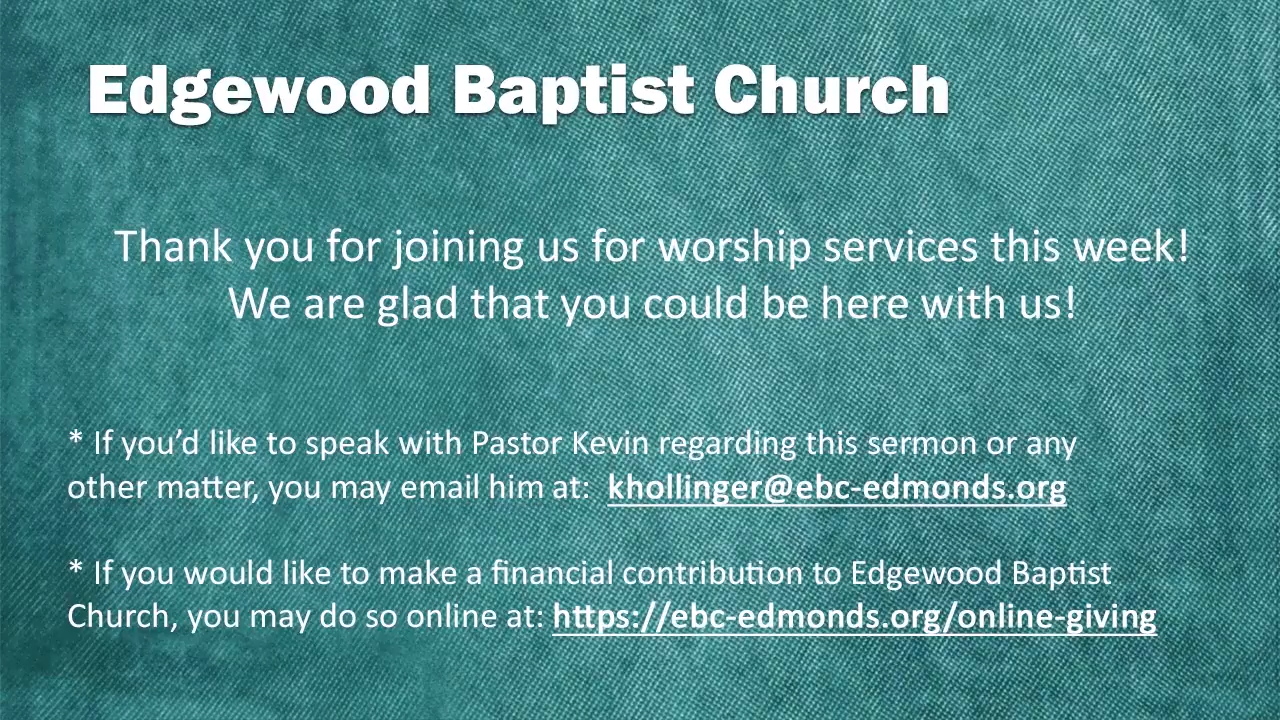 Edgewood Baptist Church
Thank you for joining us for worship services this week!
We are glad that you could be here with us!
* If you’d like to speak with Pastor Kevin regarding this sermon or any
other matter, you may email him at: khollinger@ebc-edmonds.org
* If you would like to make a financial contribution to Edgewood Baptist
Church, you may do so online at: https://ebc-edmonds.org/online-giving